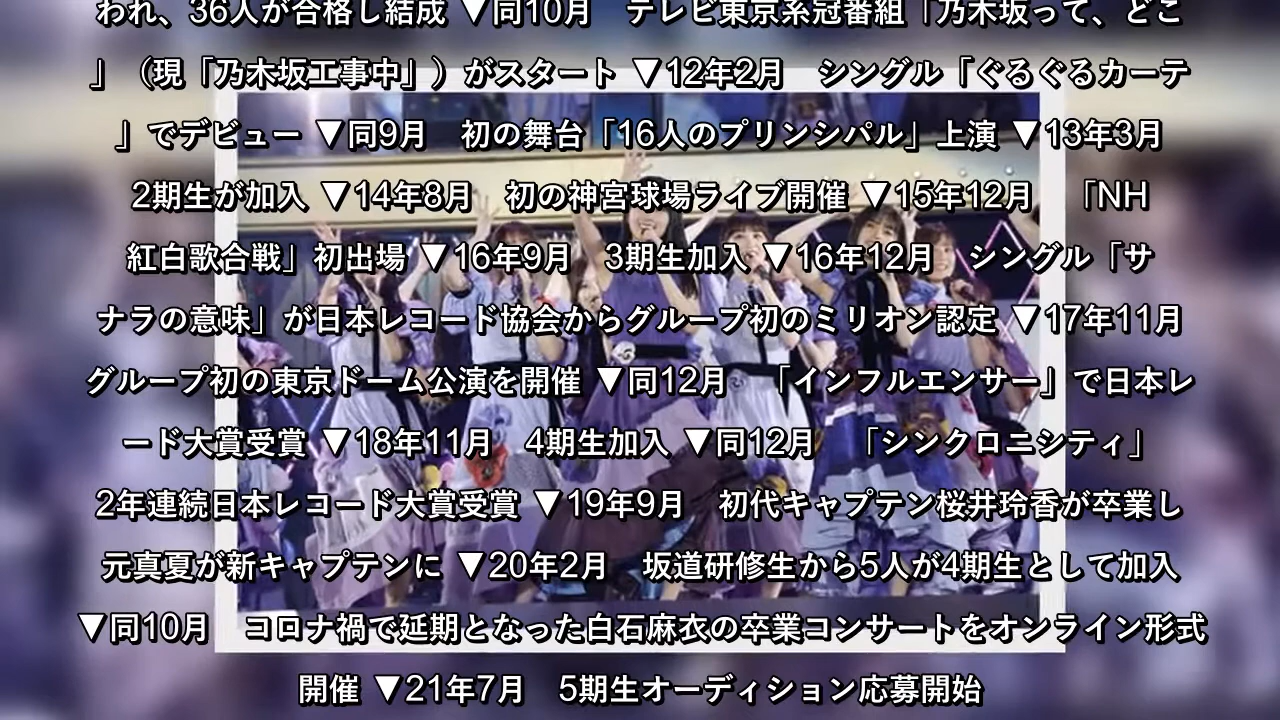 われ、36人が合格し結成 ▼同10月　テレビ東京系冠番組「乃木坂って、どこ
」（現「乃木坂工事中」）がスタート ▼12年2月　シングル「ぐるぐるカーテ
」でデビュー ▼同9月　初の舞台「16人のプリンシパル」上演 ▼13年3月
2期生が加入 ▼14年8月　初の神宮球場ライブ開催 ▼15年12月　「NH
紅白歌合戦」初出場 ▼16年9月　3期生加入 ▼16年12月　シングル「サ
ナラの意味」が日本レコード協会からグループ初のミリオン認定 ▼17年11月
グループ初の東京ドーム公演を開催 ▼同12月　「インフルエンサー」で日本レ
ード大賞受賞 ▼18年11月　4期生加入 ▼同12月　「シンクロニシティ」
2年連続日本レコード大賞受賞 ▼19年9月　初代キャプテン桜井玲香が卒業し
元真夏が新キャプテンに ▼20年2月　坂道研修生から5人が4期生として加入
▼同10月　コロナ禍で延期となった白石麻衣の卒業コンサートをオンライン形式
開催 ▼21年7月　5期生オーディション応募開始